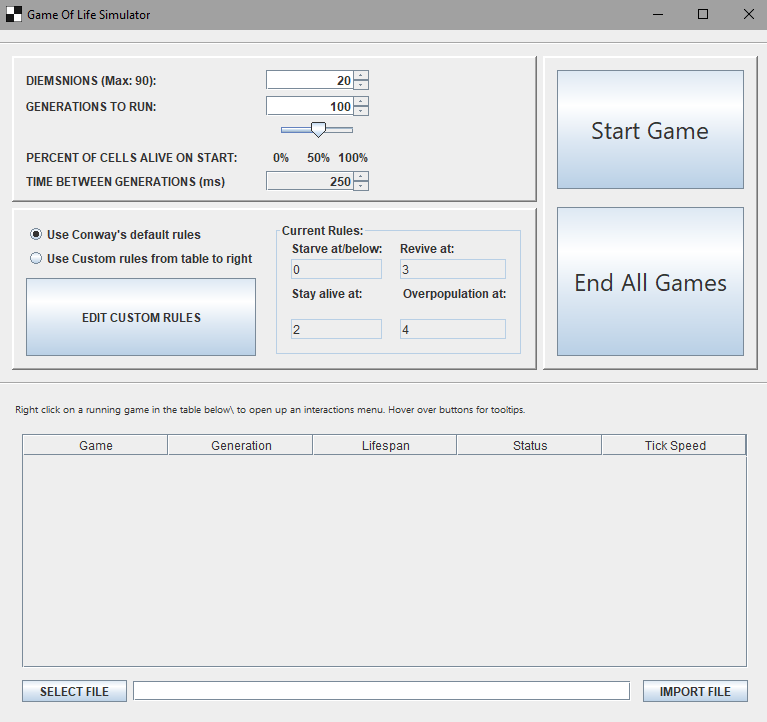 Game Of Life Simulator
DIEMSNIONS (Max: 90): 20
GENERATIONS TO RUN: 100
PERCENT OF CELLS ALIVE ON START: 0% 50% 100%
TIME BETWEEN GENERATIONS (ms) 250
Start Game
End All Games
Use Conway's default rules
Use Custom rules from table to right
EDIT CUSTOM RULES
Current Rules:
Starve at/below: Revive at:
0 3
Stay alive at: Overpopulation at:
2 4
Right click on a running game in the table below\ to open up an interactions menu. Hover over buttons for tooltips.
Game Generation Lifespan Status Tick Speed
SELECT FILE IMPORT FILE